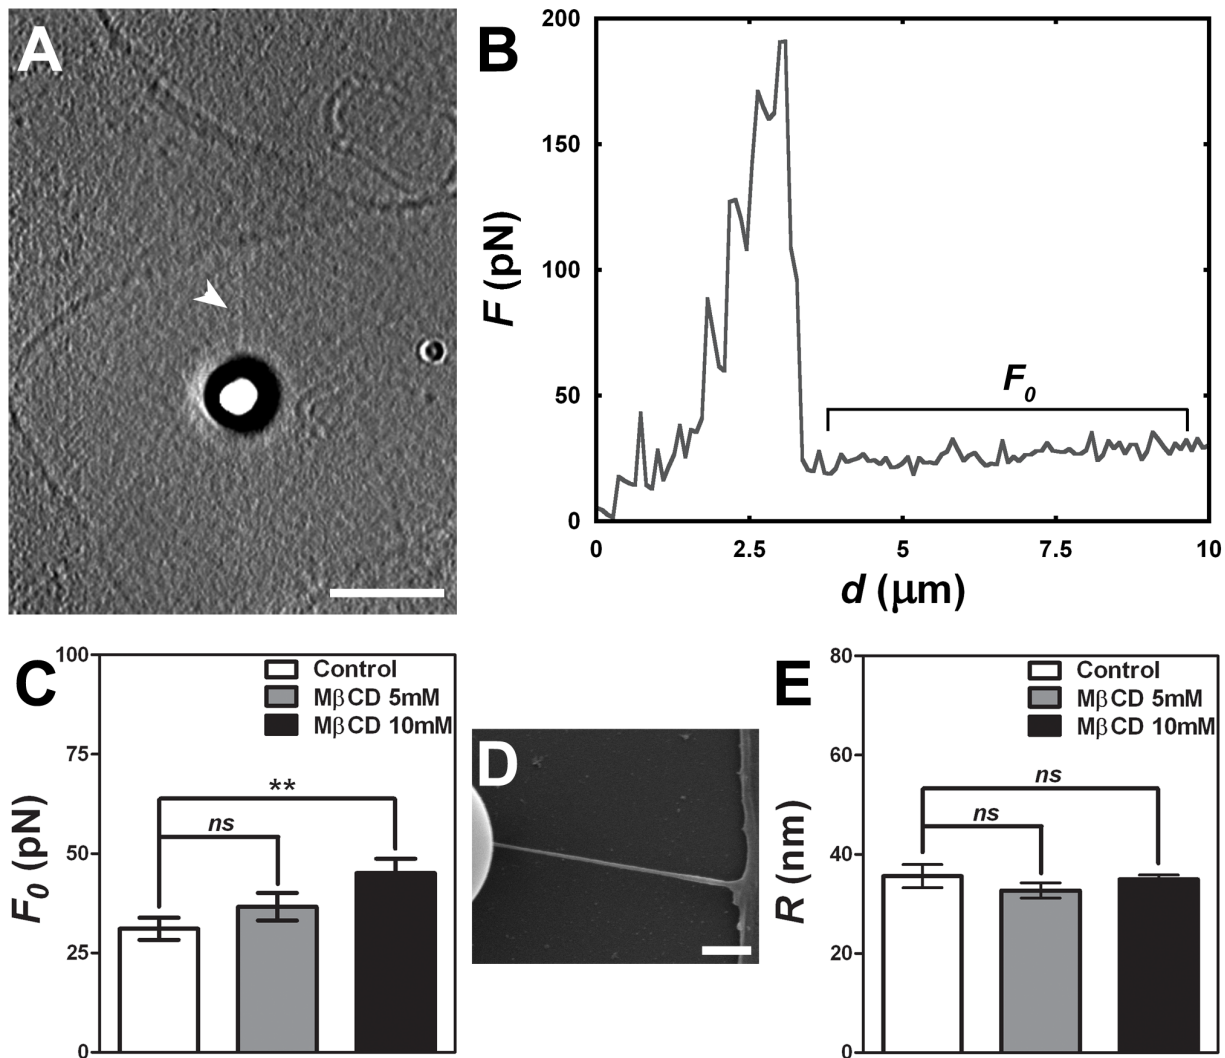 A
B
200
150
100
50
0
F (pN)
F0
0
2.5
5
7.5
10
d (μm)
C
100
75
50
25
0
F0 (pN)
Control
MβCD 5mM
MβCD 10mM
**
ns
D
E
80
60
40
20
0
R (nm)
Control
MβCD 5mM
MβCD 10mM
ns
ns